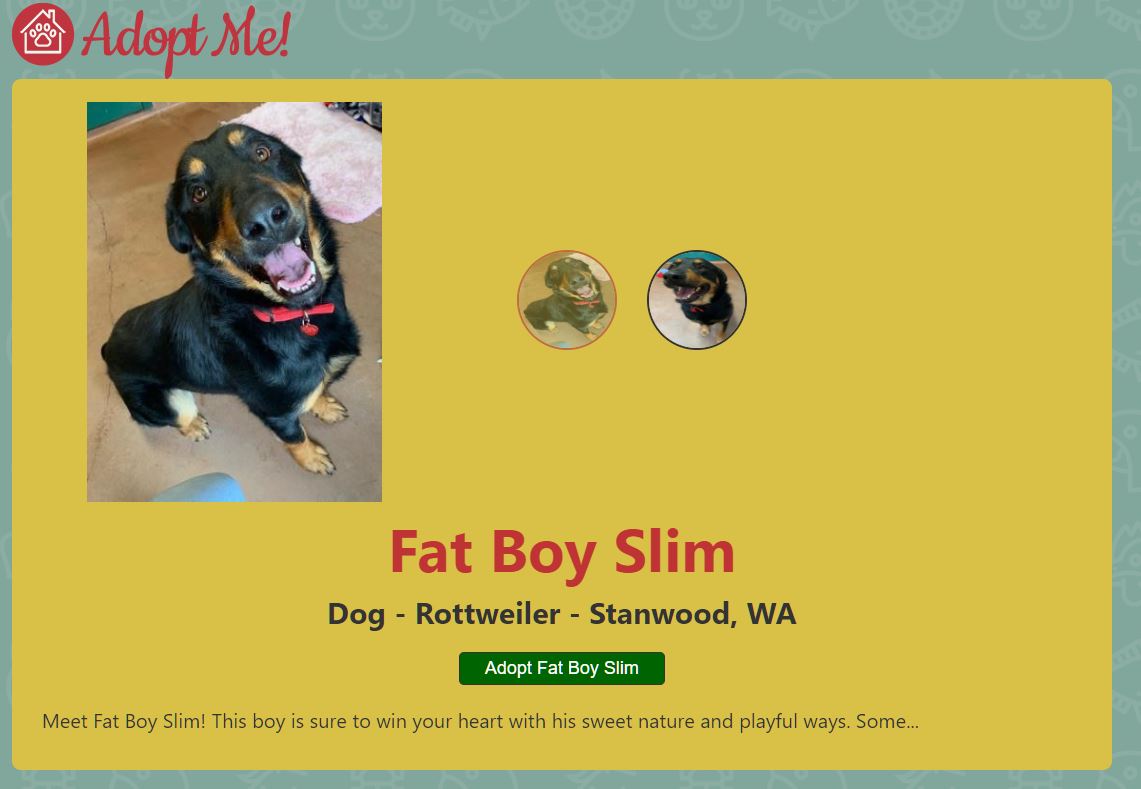 Adopt Me!
Fat Boy Slim
Dog - Rottweiler - Stanwood, WA
Adopt Fat Boy Slim
Meet Fat Boy Slim! This boy is sure to win your heart with his sweet nature and playful ways. Some...